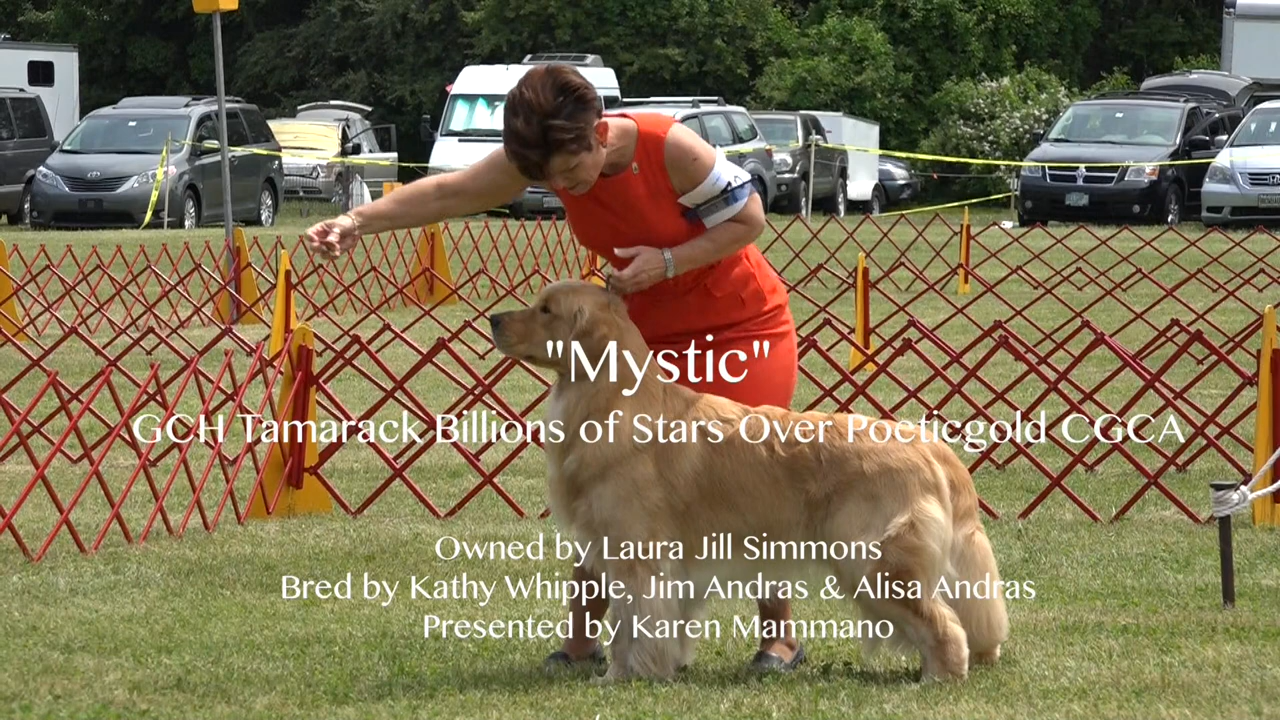 "Mystic"
GCH Tamarack Billions of Stars Over Poeticgold CGCA
Owned by Laura Jill Simmons
Bred by Kathy Whipple, Jim Andras & Alisa Andras
Presented by Karen Mammano